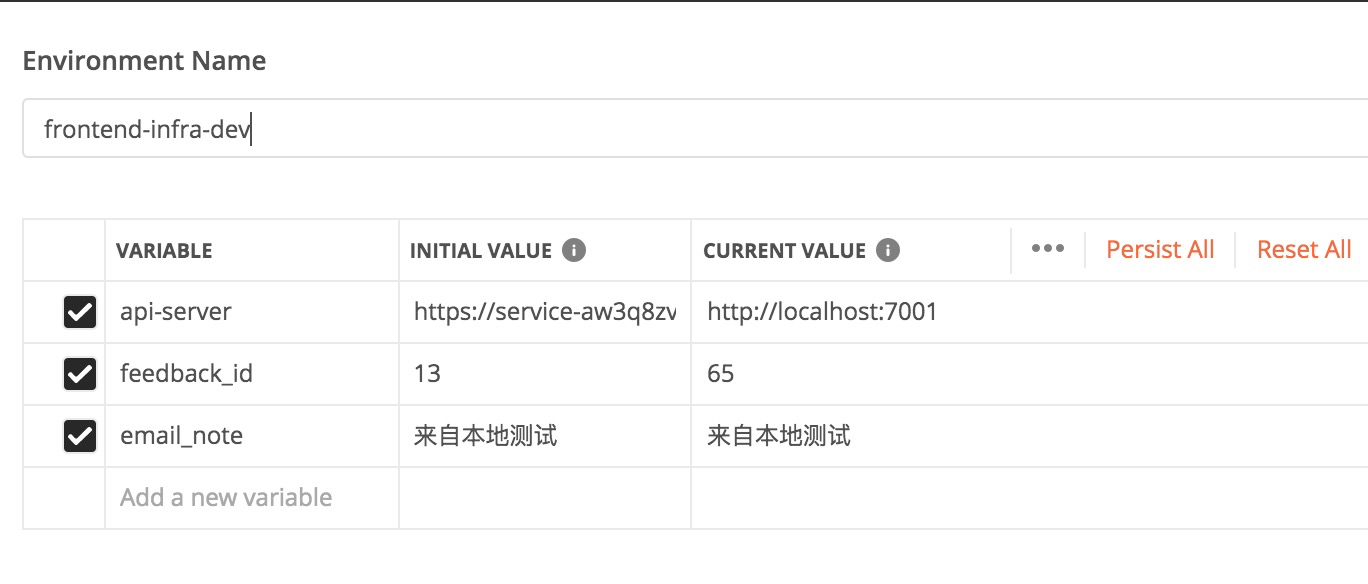 Environment Name
frontend-infra-dev
VARIABLE INITIAL VALUE CURRENT VALUE Persist All Reset All
api-server https://service-aw3q8zv http://localhost:7001
feedback_id 13 65
email_note 来自本地测试 来自本地测试
Add a new variable